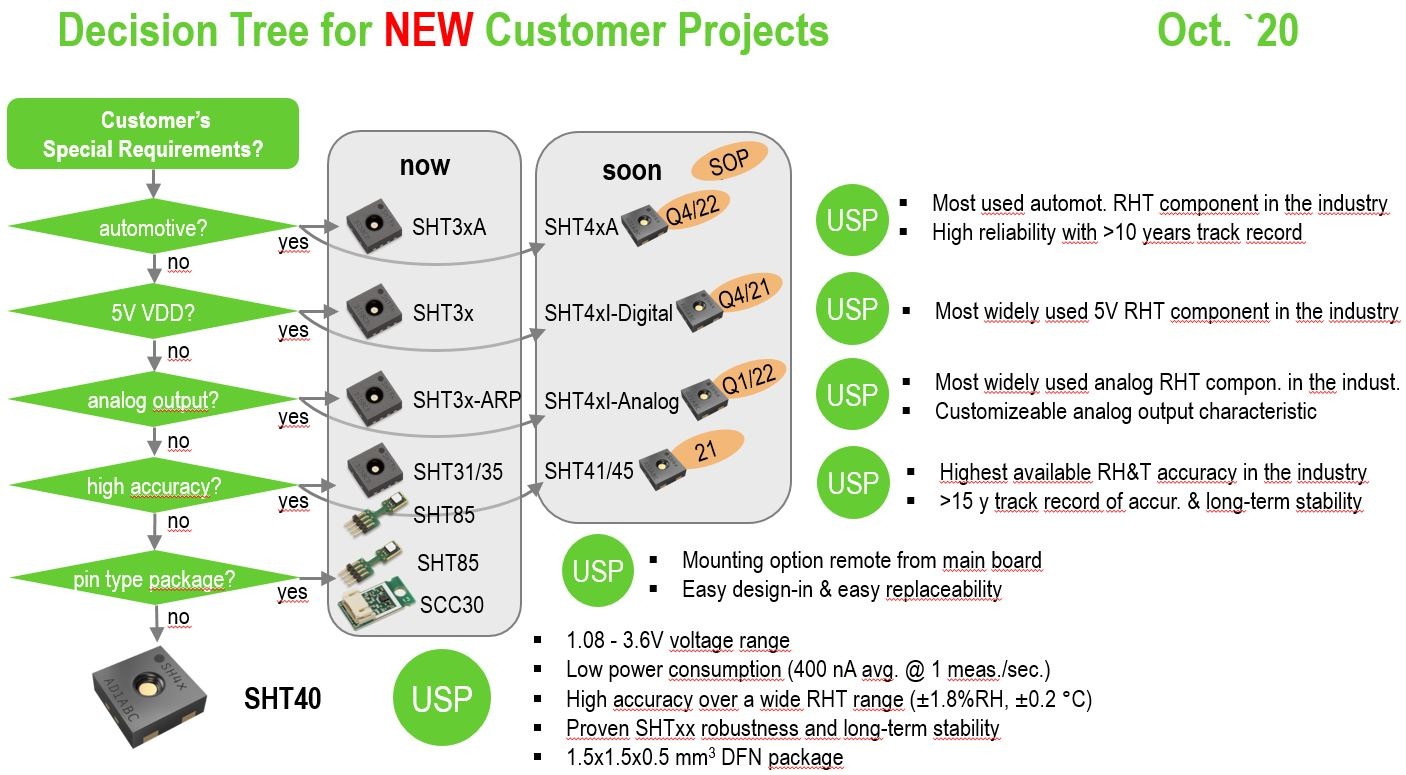 Decision Tree for NEW Customer Projects
Oct. `20
Customer's
Special Requirements?
now
soon
SOP
automotive?
yes
no
SHT3xA
SHT4xA
Q4/22
USP
▪ Most used automot. RHT component in the industry
▪ High reliability with >10 years track record
5V VDD?
yes
no
SHT3x
SHT4xI-Digital
Q4/21
USP
▪ Most widely used 5V RHT component in the industry
analog output?
yes
no
SHT3x-ARP
SHT4xI-Analog
Q1/22
USP
▪ Most widely used analog RHT compon. in the indust.
▪ Customizeable analog output characteristic
high accuracy?
yes
no
SHT31/35
SHT85
SHT41/45
21
USP
▪ Highest available RH&T accuracy in the industry
▪ >15 y track record of accur. & long-term stability
pin type package?
yes
no
SHT85
SCC30
USP
▪ Mounting option remote from main board
▪ Easy design-in & easy replaceability
SH4x
AD1ABC
SHT40
USP
▪ 1.08 - 3.6V voltage range
▪ Low power consumption (400 nA avg. @ 1 meas./sec.)
▪ High accuracy over a wide RHT range (±1.8%RH, ±0.2 °C)
▪ Proven SHTxx robustness and long-term stability
▪ 1.5x1.5x0.5 mm³ DFN package